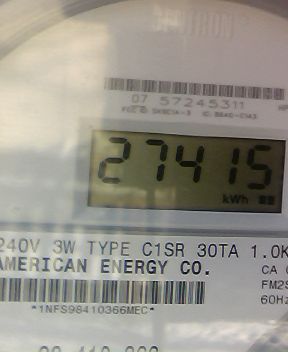 07 57245311
27415
kWh
240V 3W TYPE C1SR 30TA 1.0K
AMERICAN ENERGY CO.
CA
FM2S
60Hz
*1NFS98410366MEC*